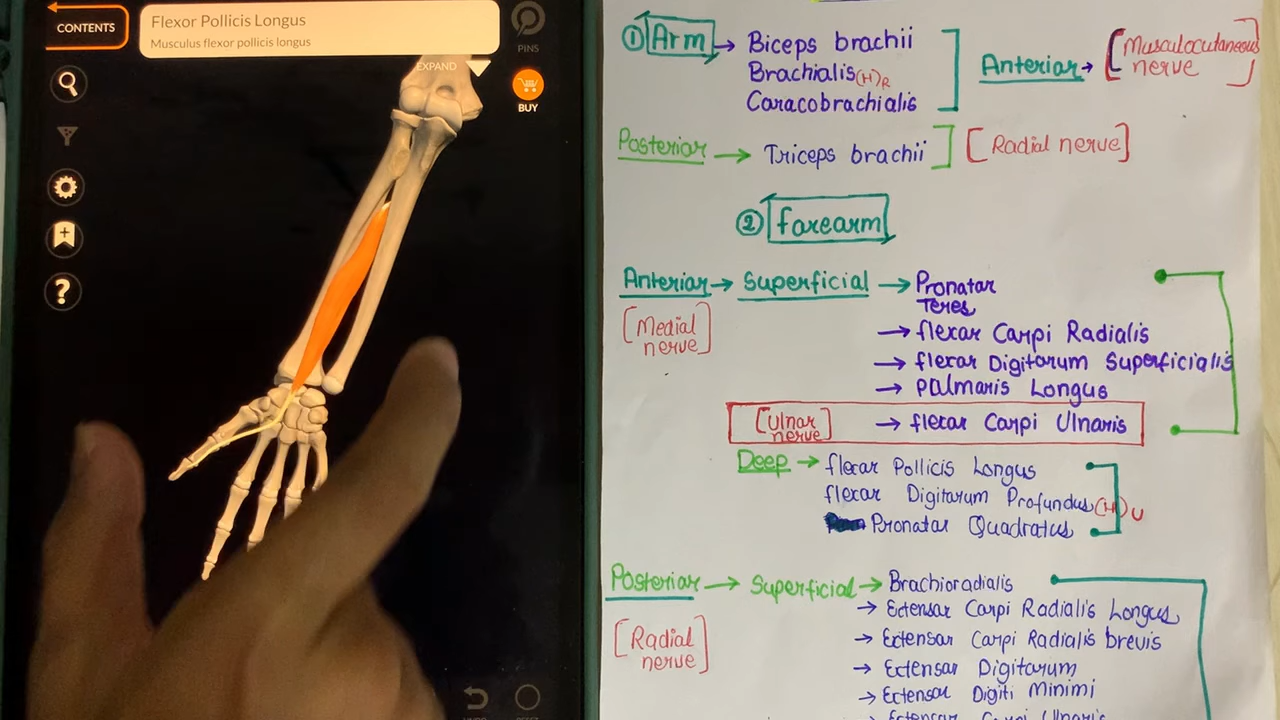 CONTENTS
Flexor Pollicis Longus
Musculus flexor pollicis longus
EXPAND
PINS
BUY
?
① Arm → Biceps brachii
Brachialis (H)R
Coracobrachialis
Anterior → [Musculocutaneous
nerve]
Posterior → Triceps brachii ] [Radial nerve]
② forearm
Anterior → Superficial → Pronator
Teres
[Medial
nerve]
→ flexor Carpi Radialis
→ flexor Digitorum Superficialis
→ Palmaris Longus
[Ulnar
nerve] → flexor Carpi Ulnaris
Deep → flexor Pollicis Longus
flexor Digitorum Profundus (H)U
Pronator Quadratus
Posterior → Superficial → Brachioradialis
→ Extensor Carpi Radialis Longus
[Radial
nerve]
→ Extensor Carpi Radialis brevis
→ Extensor Digitorum
→ Extensor Digiti Minimi
Extensor Carpi Ulnaris